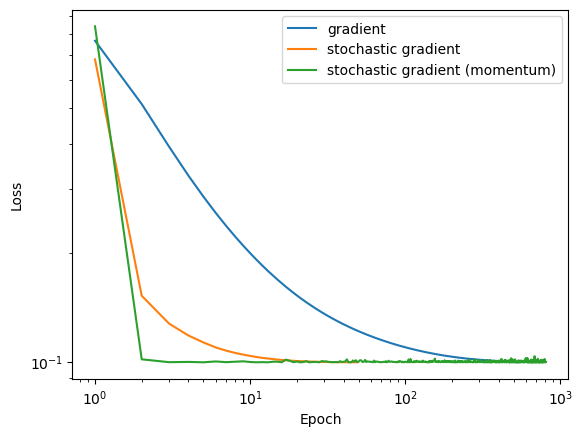 gradient
stochastic gradient
stochastic gradient (momentum)
Loss
10⁻¹
10⁰
10¹
10²
10³
Epoch